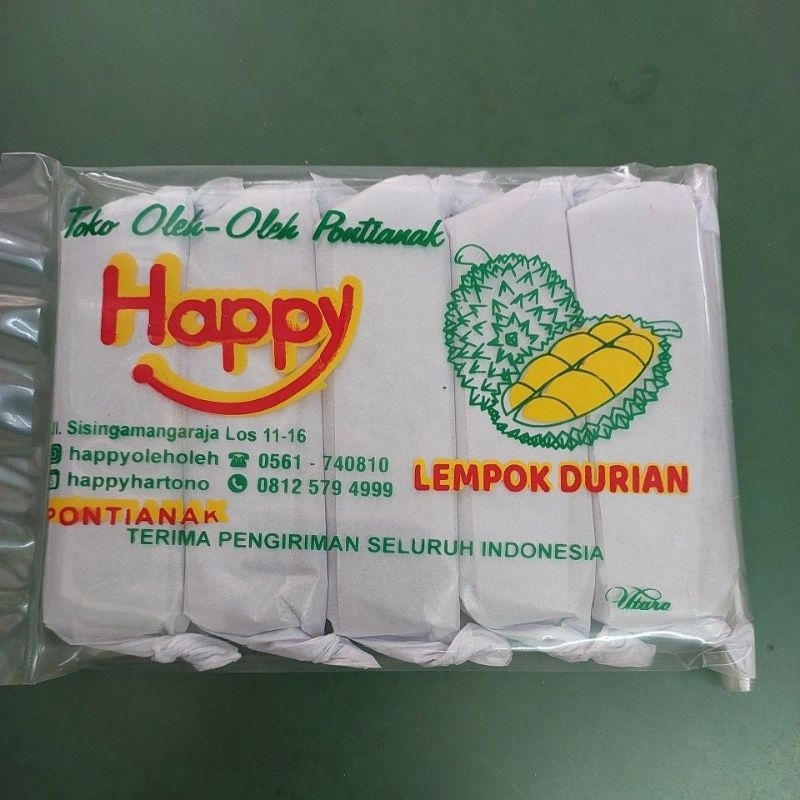 Toko Oleh-Oleh Pontianak
Happy
Jl. Sisingamangaraja Los 11-16
happyoleholeh ☎ 0561 - 740810
happyhartono 0812 579 4999
PONTIANAK
LEMPOK DURIAN
TERIMA PENGIRIMAN SELURUH INDONESIA
Vitara